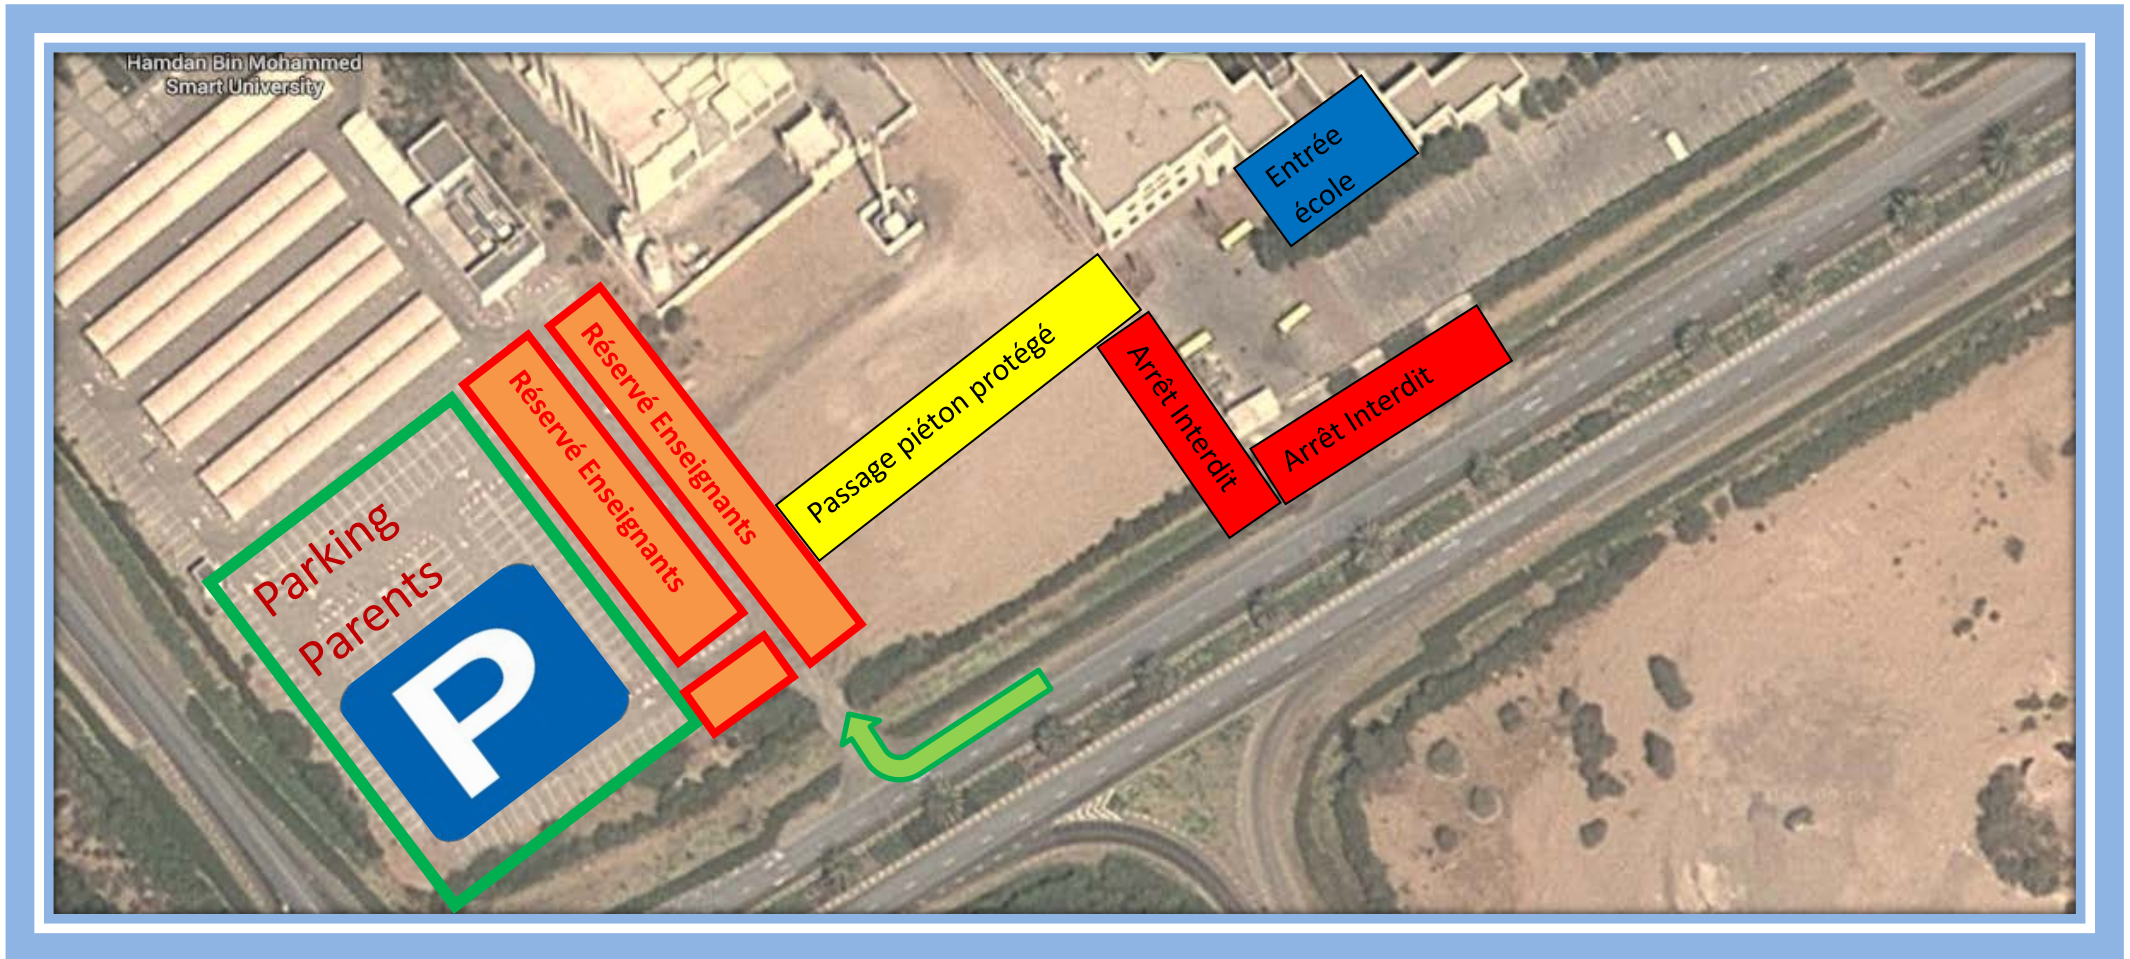 Hamdan Bin Mohammed
Smart University
Entrée
école
Passage piéton protégé
Arrêt Interdit
Arrêt Interdit
Réservé Enseignants
Réservé Enseignants
Parking
Parents
P